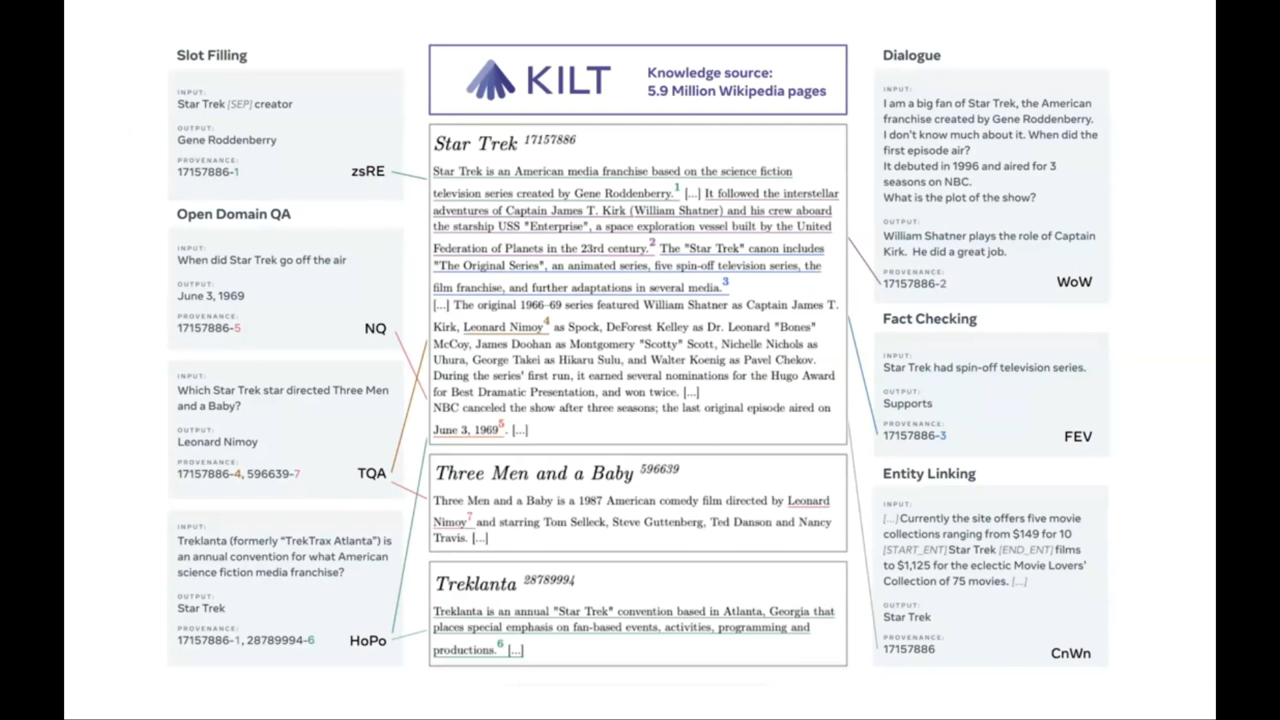 Slot Filling
INPUT:
Star Trek [SEP] creator
OUTPUT:
Gene Roddenberry
PROVENANCE:
17157886-1
zsRE
Open Domain QA
INPUT:
When did Star Trek go off the air
OUTPUT:
June 3, 1969
PROVENANCE:
17157886-5
NQ
INPUT:
Which Star Trek star directed Three Men
and a Baby?
OUTPUT:
Leonard Nimoy
PROVENANCE:
17157886-4, 596639-7
TQA
INPUT:
Treklanta (formerly “TrekTrax Atlanta”) is
an annual convention for what American
science fiction media franchise?
OUTPUT:
Star Trek
PROVENANCE:
17157886-1, 28789994-6
HoPo
KILT
Knowledge source:
5.9 Million Wikipedia pages
Star Trek 17157886
Star Trek is an American media franchise based on the science fiction
television series created by Gene Roddenberry.1 [...] It followed the interstellar
adventures of Captain James T. Kirk (William Shatner) and his crew aboard
the starship USS "Enterprise", a space exploration vessel built by the United
Federation of Planets in the 23rd century.2 The "Star Trek" canon includes
"The Original Series", an animated series, five spin-off television series, the
film franchise, and further adaptations in several media.3
[...] The original 1966–69 series featured William Shatner as Captain James T.
Kirk, Leonard Nimoy4 as Spock, DeForest Kelley as Dr. Leonard "Bones"
McCoy, James Doohan as Montgomery "Scotty" Scott, Nichelle Nichols as
Uhura, George Takei as Hikaru Sulu, and Walter Koenig as Pavel Chekov.
During the series' first run, it earned several nominations for the Hugo Award
for Best Dramatic Presentation, and won twice. [...]
NBC canceled the show after three seasons; the last original episode aired on
June 3, 19695. [...]
Three Men and a Baby 596639
Three Men and a Baby is a 1987 American comedy film directed by Leonard
Nimoy7 and starring Tom Selleck, Steve Guttenberg, Ted Danson and Nancy
Travis. [...]
Treklanta 28789994
Treklanta is an annual "Star Trek" convention based in Atlanta, Georgia that
places special emphasis on fan-based events, activities, programming and
productions.6 [...]
Dialogue
INPUT:
I am a big fan of Star Trek, the American
franchise created by Gene Roddenberry.
I don’t know much about it. When did the
first episode air?
It debuted in 1996 and aired for 3
seasons on NBC.
What is the plot of the show?
OUTPUT:
William Shatner plays the role of Captain
Kirk. He did a great job.
PROVENANCE:
17157886-2
WoW
Fact Checking
INPUT:
Star Trek had spin-off television series.
OUTPUT:
Supports
PROVENANCE:
17157886-3
FEV
Entity Linking
INPUT:
[...] Currently the site offers five movie
collections ranging from $149 for 10
[START_ENT] Star Trek [END_ENT] films
to $1,125 for the eclectic Movie Lovers’
Collection of 75 movies. [...]
OUTPUT:
Star Trek
PROVENANCE:
17157886
CnWn